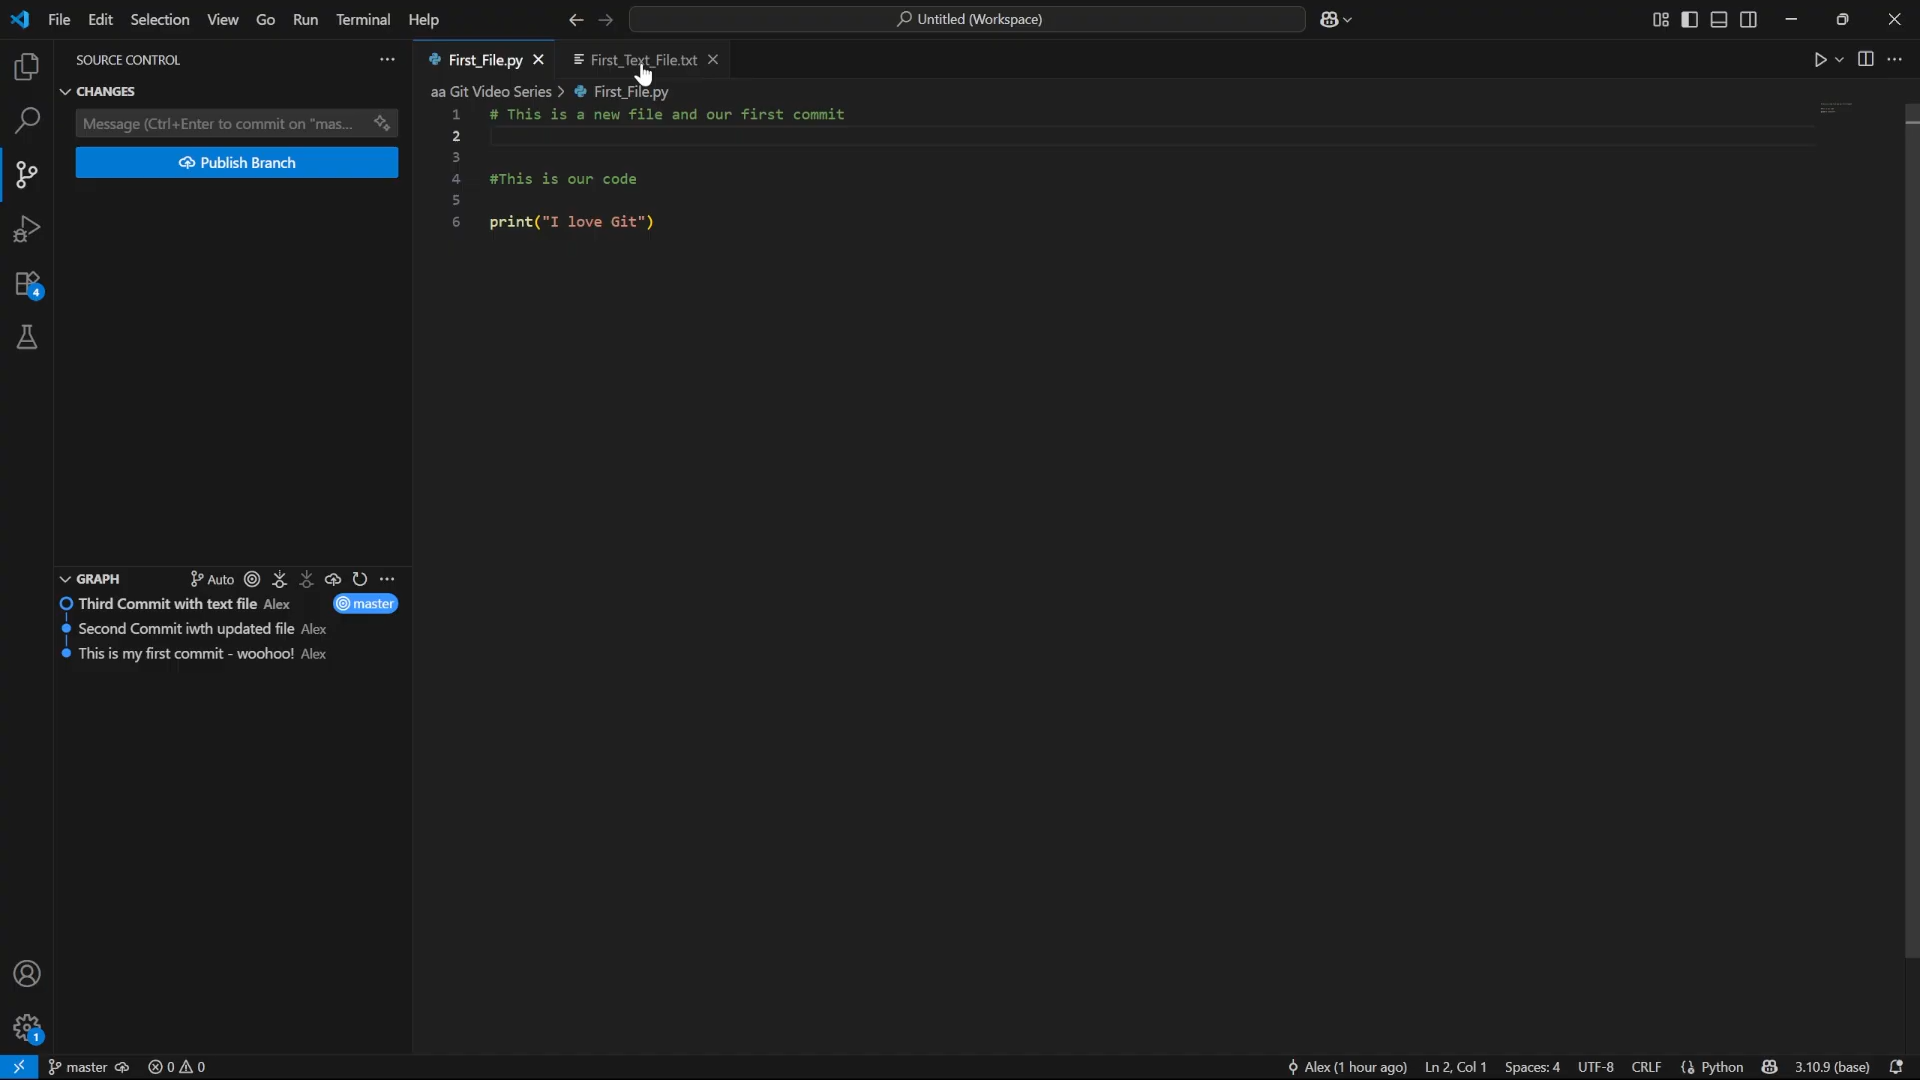 File Edit Selection View Go Run Terminal Help
Untitled (Workspace)
SOURCE CONTROL
First_File.py
First_Text_File.txt
CHANGES
aa Git Video Series > First_File.py
Message (Ctrl+Enter to commit on "mas...
Publish Branch
1 # This is a new file and our first commit
2
3
4 #This is our code
5
6 print("I love Git")
4
GRAPH
Auto
Third Commit with text file Alex
master
Second Commit iwth updated file Alex
This is my first commit - woohoo! Alex
1
master
0
0
Alex (1 hour ago)
Ln 2, Col 1
Spaces: 4
UTF-8
CRLF
Python
3.10.9 (base)